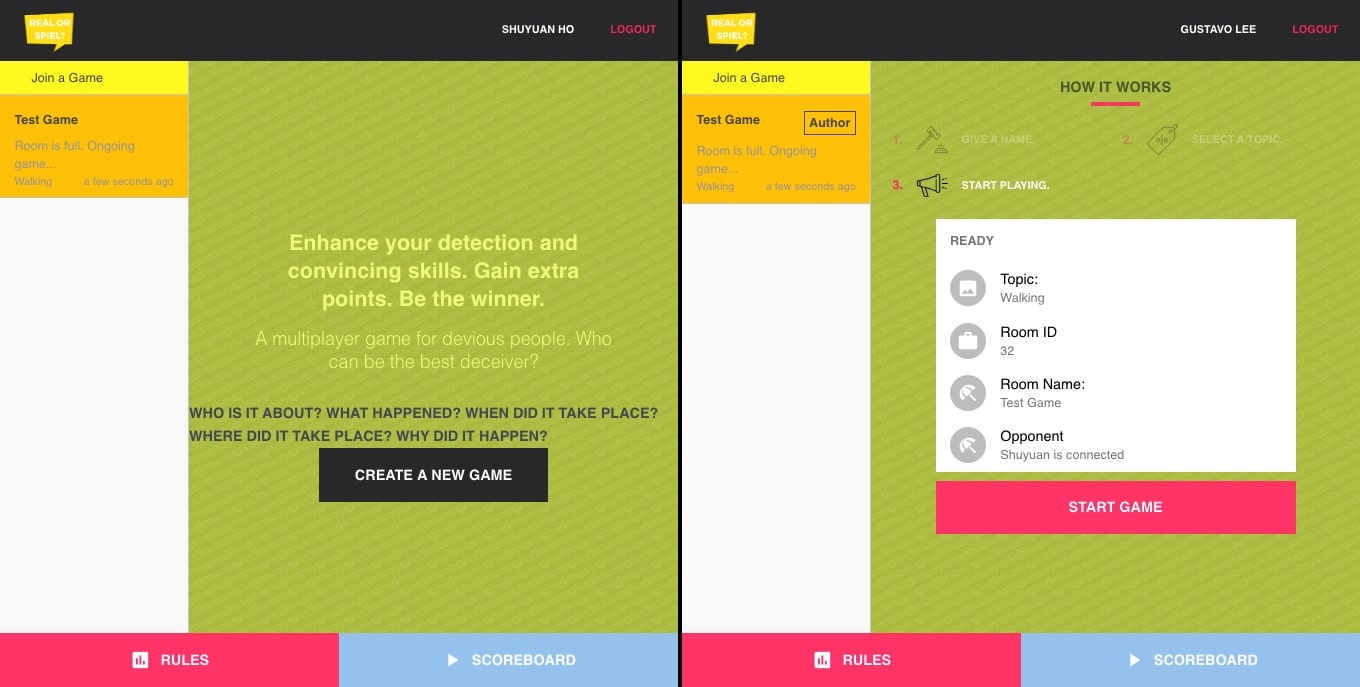 REAL OR
SPIEL?
SHUYUAN HO
LOGOUT
Join a Game
Test Game
Room is full. Ongoing
game...
Walking
a few seconds ago
Enhance your detection and
convincing skills. Gain extra
points. Be the winner.
A multiplayer game for devious people. Who
can be the best deceiver?
WHO IS IT ABOUT? WHAT HAPPENED? WHEN DID IT TAKE PLACE?
WHERE DID IT TAKE PLACE? WHY DID IT HAPPEN?
CREATE A NEW GAME
RULES
SCOREBOARD
REAL OR
SPIEL?
GUSTAVO LEE
LOGOUT
Join a Game
Test Game
Author
Room is full. Ongoing
game...
Walking
a few seconds ago
HOW IT WORKS
1. GIVE A NAME.
2. SELECT A TOPIC.
3. START PLAYING.
READY
Topic:
Walking
Room ID
32
Room Name:
Test Game
Opponent
Shuyuan is connected
START GAME
RULES
SCOREBOARD